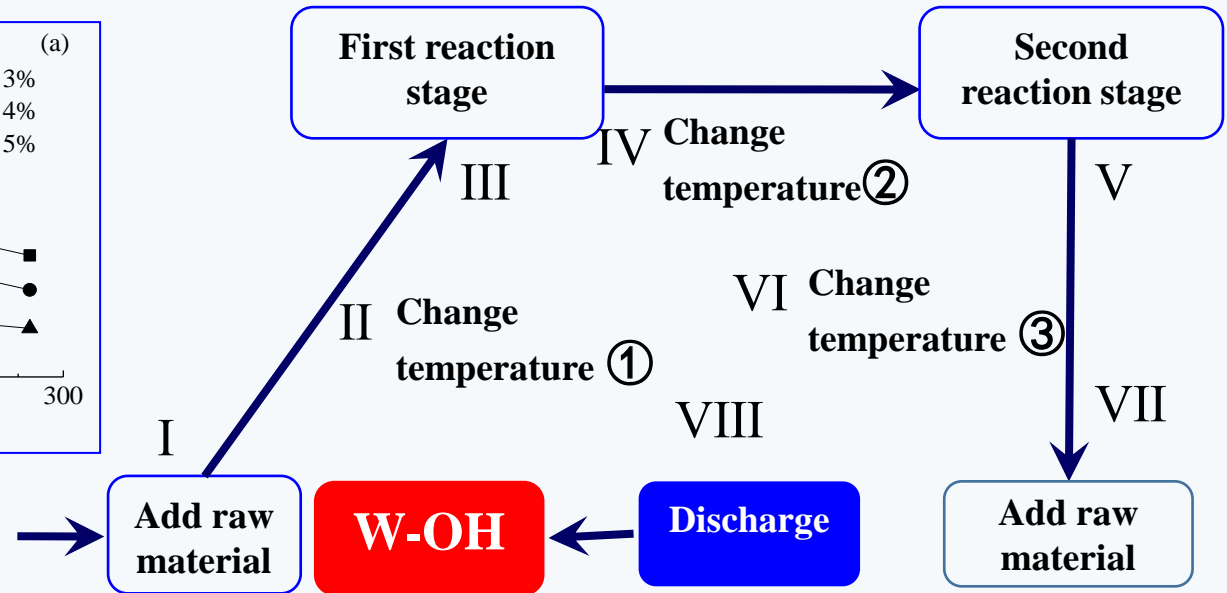 (a)
3%
4%
5%
300
First reaction
stage
Second
reaction stage
III
IV
Change
temperature②
V
II
Change
temperature ①
VI
Change
temperature ③
I
VIII
VII
Add raw
material
W-OH
Discharge
Add raw
material